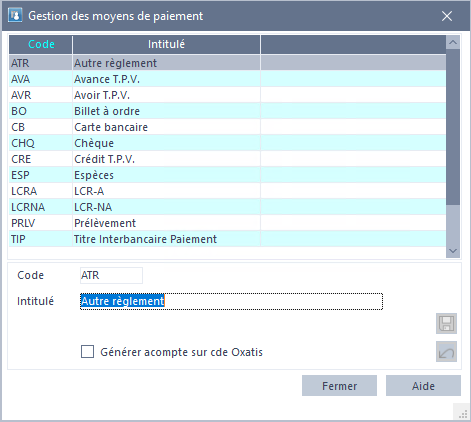 Gestion des moyens de paiement
Code Intitulé
ATR Autre règlement
AVA Avance T.P.V.
AVR Avoir T.P.V.
BO Billet à ordre
CB Carte bancaire
CHQ Chèque
CRE Crédit T.P.V.
ESP Espèces
LCRA LCR-A
LCRNA LCR-NA
PRLV Prélèvement
TIP Titre Interbancaire Paiement
Code ATR
Intitulé Autre règlement
Générer acompte sur cde Oxatis
Fermer Aide